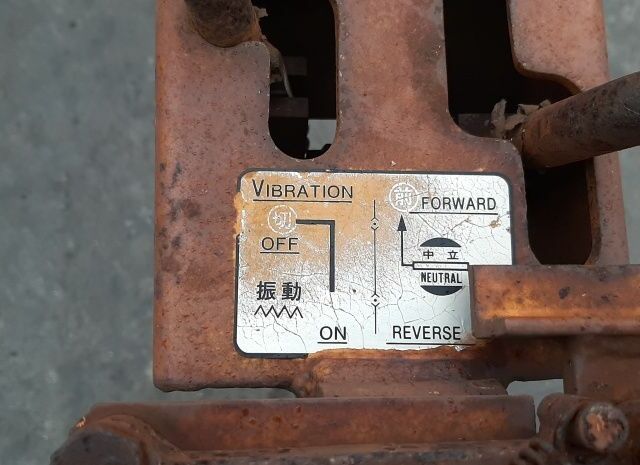 VIBRATION
切
OFF
振動
ON
前 FORWARD
中立
NEUTRAL
REVERSE